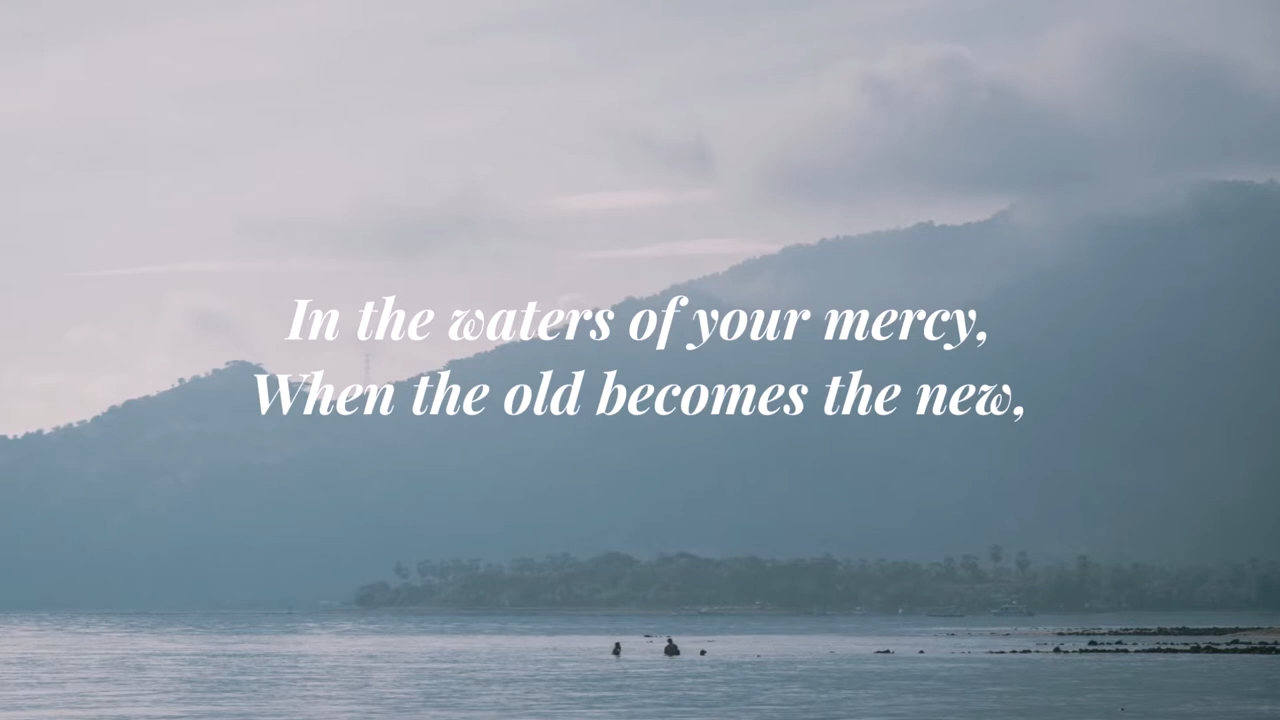 In the waters of your mercy,
When the old becomes the new,